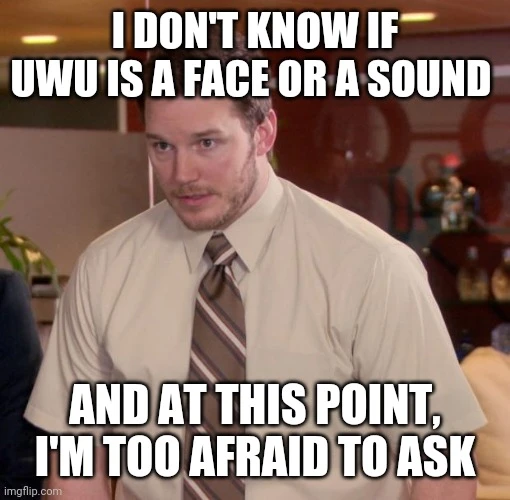 I DON'T KNOW IF
UWU IS A FACE OR A SOUND
AND AT THIS POINT,
I'M TOO AFRAID TO ASK
imgflip.com